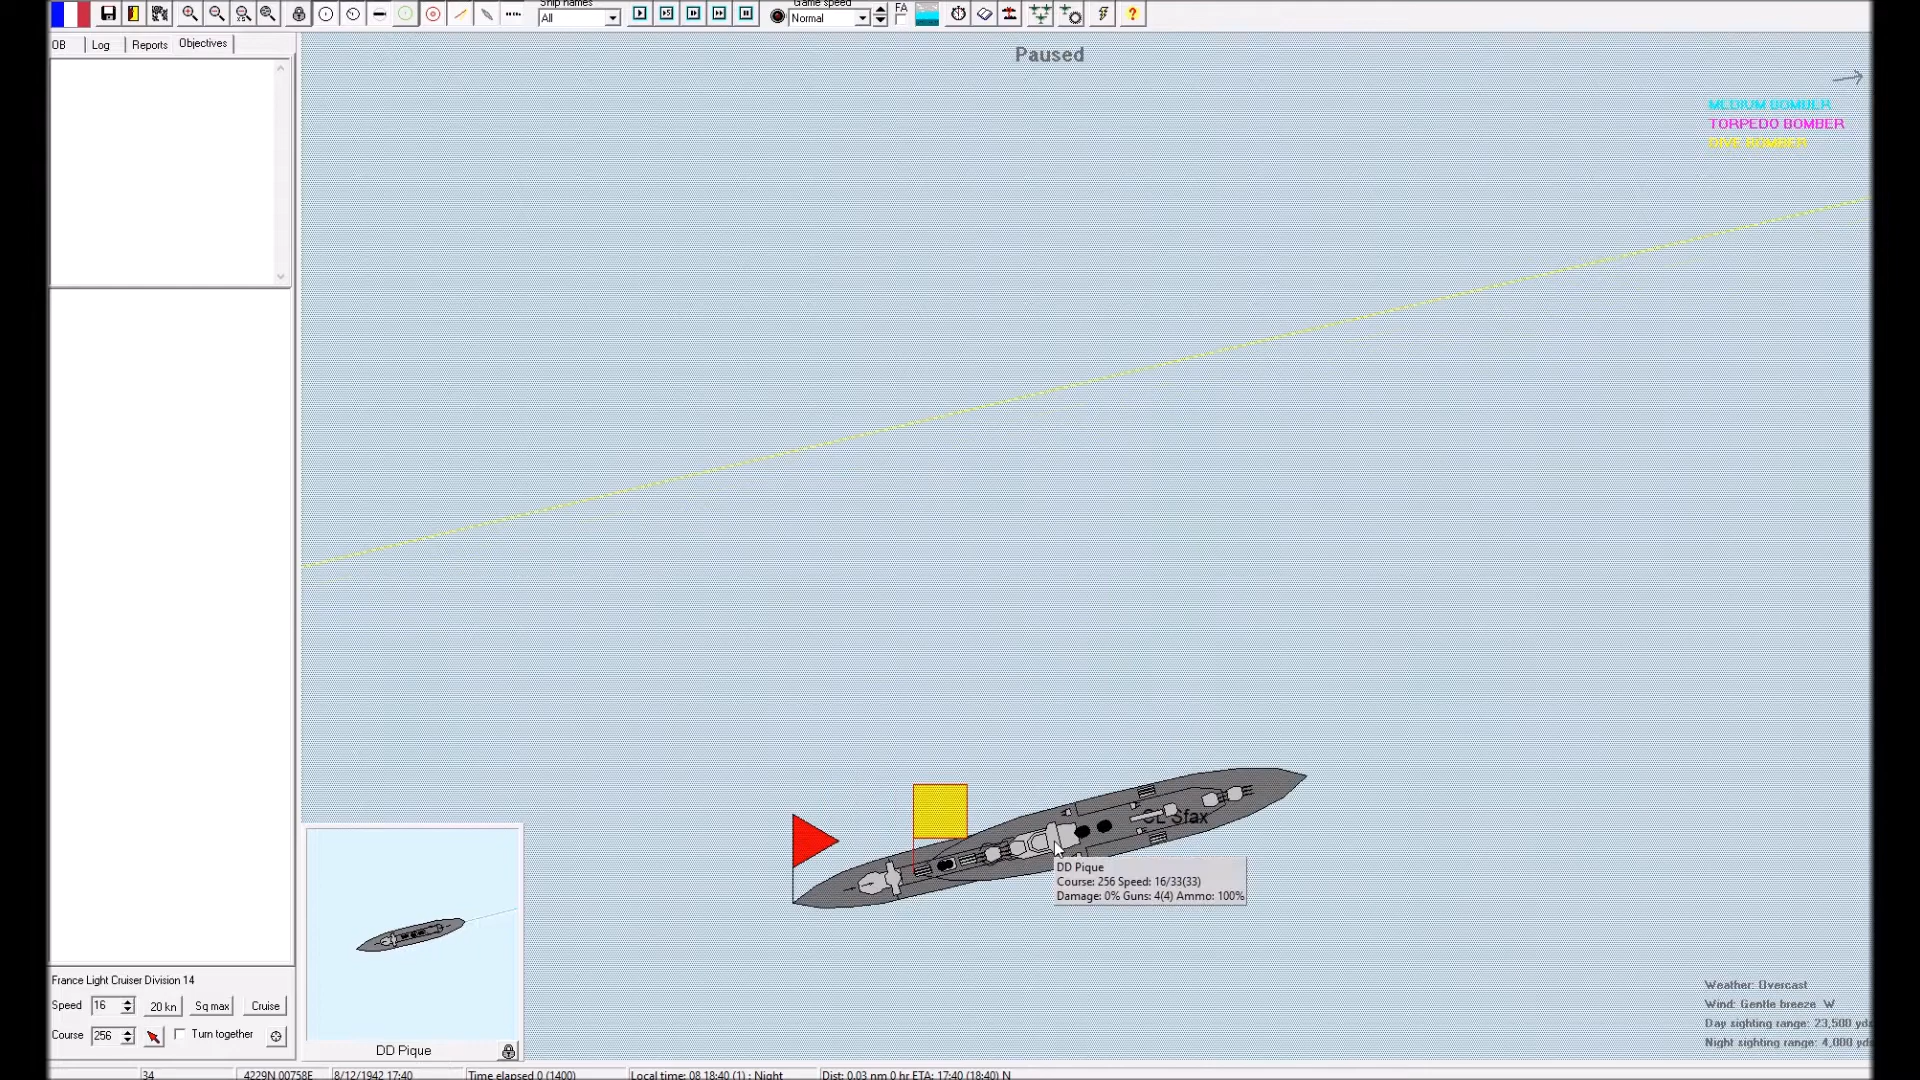 Ship names
All
Game speed
Normal
FA
OB
Log
Reports
Objectives
Paused
MEDIUM BOMBER
TORPEDO BOMBER
DIVE BOMBER
CL Sfax
DD Pique
Course: 256 Speed: 16/33(33)
Damage: 0% Guns: 4(4) Ammo: 100%
France Light Cruiser Division 14
Speed 16 20 kn Sq max Cruise
Course 256 Turn together
DD Pique
Weather: Overcast
Wind: Gentle breeze W
Day sighting range: 23,500 yds
Night sighting range: 4,000 yds
34 4229N 00758E 8/12/1942 17:40 Time elapsed 0 (1400) Local time: 08 18:40 (1) : Night Dist: 0.03 nm 0 hr ETA: 17:40 (18:40) N